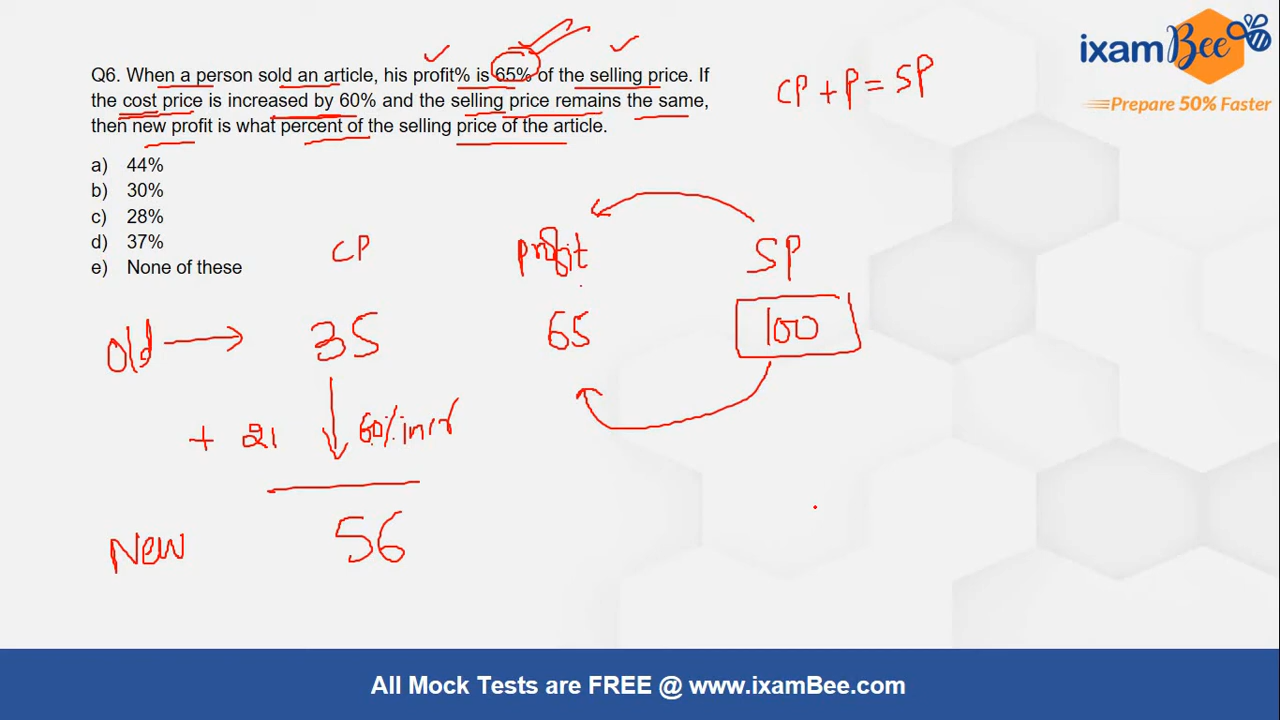 ixamBee
Prepare 50% Faster
Q6. When a person sold an article, his profit% is 65% of the selling price. If
the cost price is increased by 60% and the selling price remains the same,
then new profit is what percent of the selling price of the article.
CP + P = SP
a) 44%
b) 30%
c) 28%
d) 37%
e) None of these
CP profit SP
Old → 35 65 100
+ 21 60% incr
New 56
All Mock Tests are FREE @ www.ixamBee.com